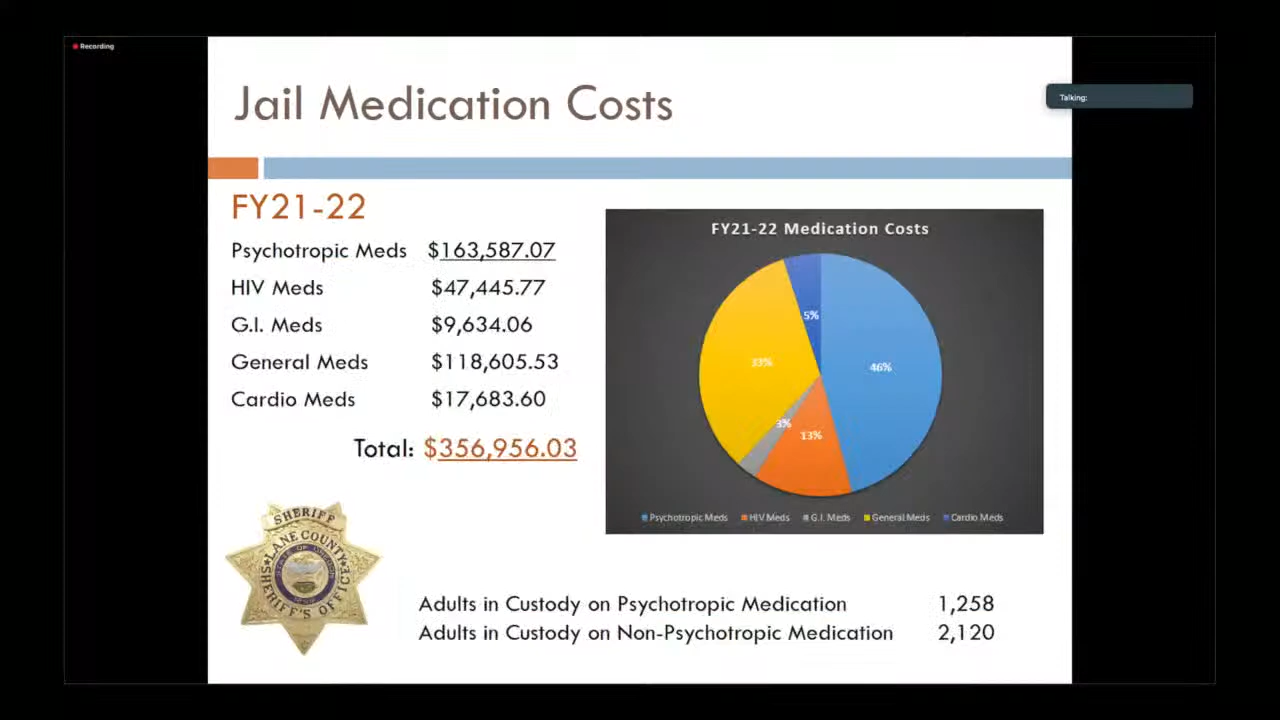 Recording
Jail Medication Costs
Talking:
FY21-22
Psychotropic Meds $163,587.07
HIV Meds $47,445.77
G.I. Meds $9,634.06
General Meds $118,605.53
Cardio Meds $17,683.60
Total: $356,956.03
FY21-22 Medication Costs
5%
33%
46%
3%
13%
Psychotropic Meds HIV Meds G.I. Meds General Meds Cardio Meds
SHERIFF
LANE COUNTY
STATE OF OREGON
SHERIFF'S OFFICE
Adults in Custody on Psychotropic Medication 1,258
Adults in Custody on Non-Psychotropic Medication 2,120